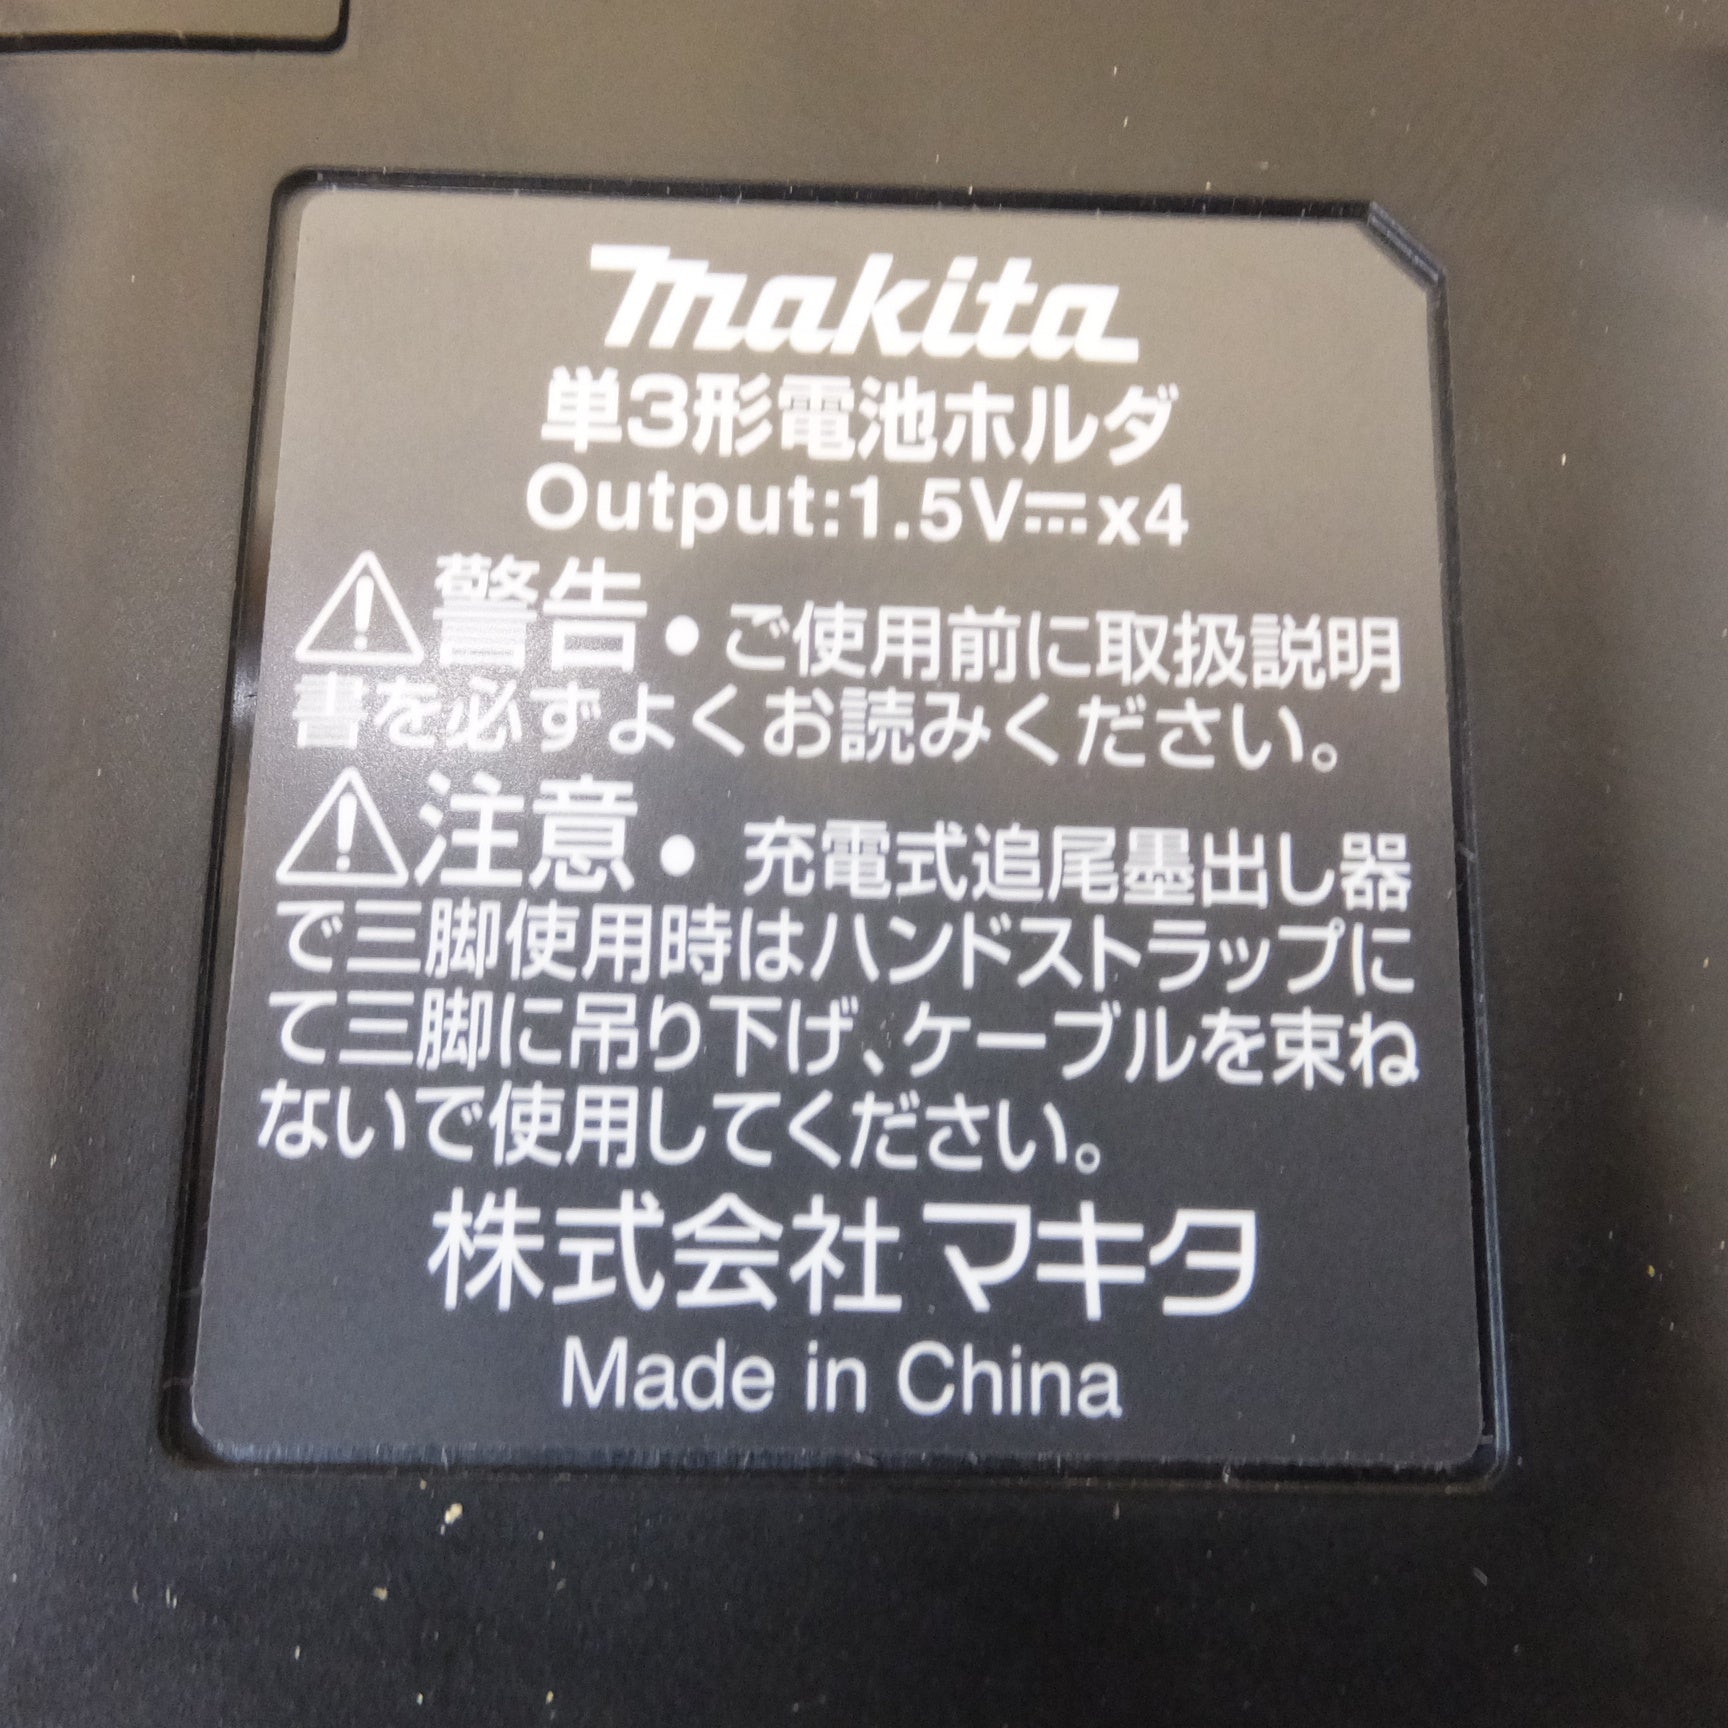 makita
単3形電池ホルダ
Output:1.5V⎓x4
⚠警告・ご使用前に取扱説明
書を必ずよくお読みください。
⚠注意・充電式追尾墨出し器
で三脚使用時はハンドストラップに
て三脚に吊り下げ、ケーブルを束ね
ないで使用してください。
株式会社マキタ
Made in China